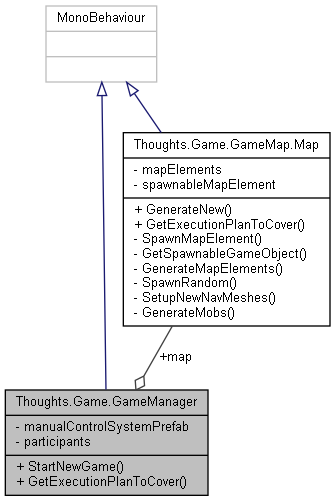 MonoBehaviour
Thoughts.Game.GameMap.Map
- mapElements
- spawnableMapElement
+ GenerateNew()
+ GetExecutionPlanToCover()
- SpawnMapElement()
- GetSpawnableGameObject()
- GenerateMapElements()
- SpawnRandom()
- SetupNewNavMeshes()
- GenerateMobs()
+map
Thoughts.Game.GameManager
- manualControlSystemPrefab
- participants
+ StartNewGame()
+ GetExecutionPlanToCover()